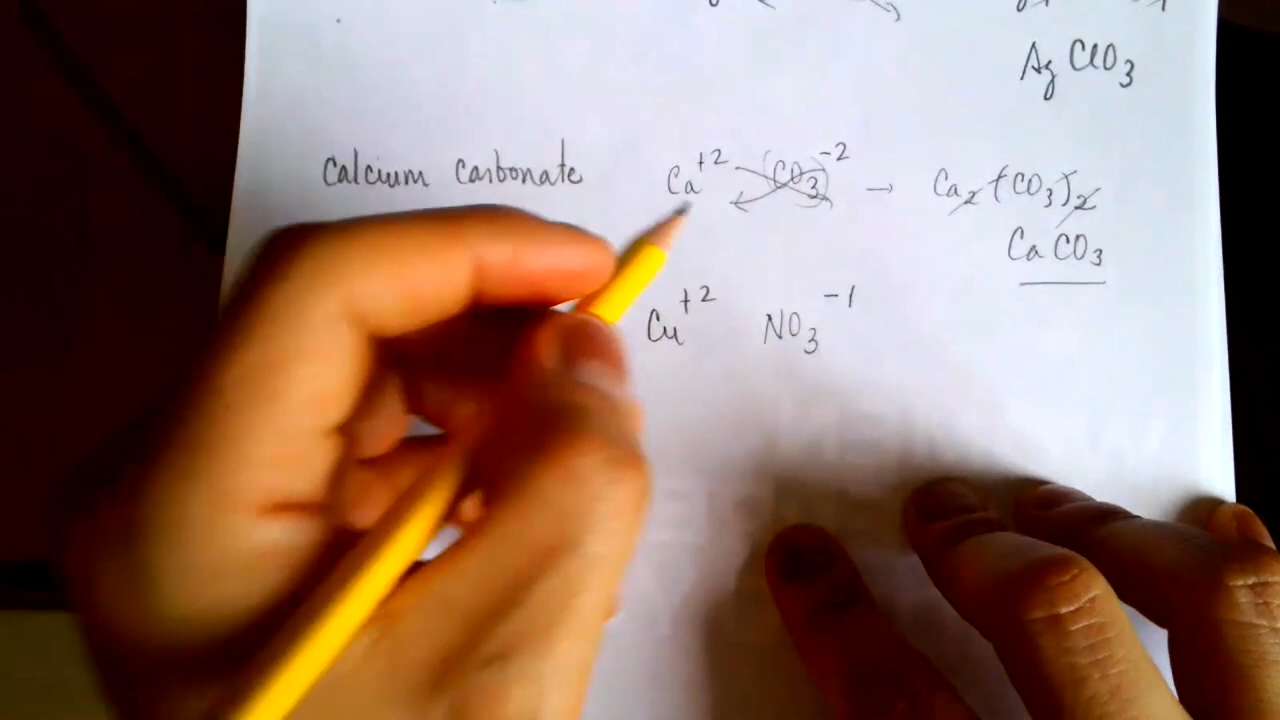 AgClO₃
Calcium Carbonate Ca⁺² (CO₃)⁻² → Ca₂(CO₃)₂
CaCO₃
Cu⁺² NO₃⁻¹